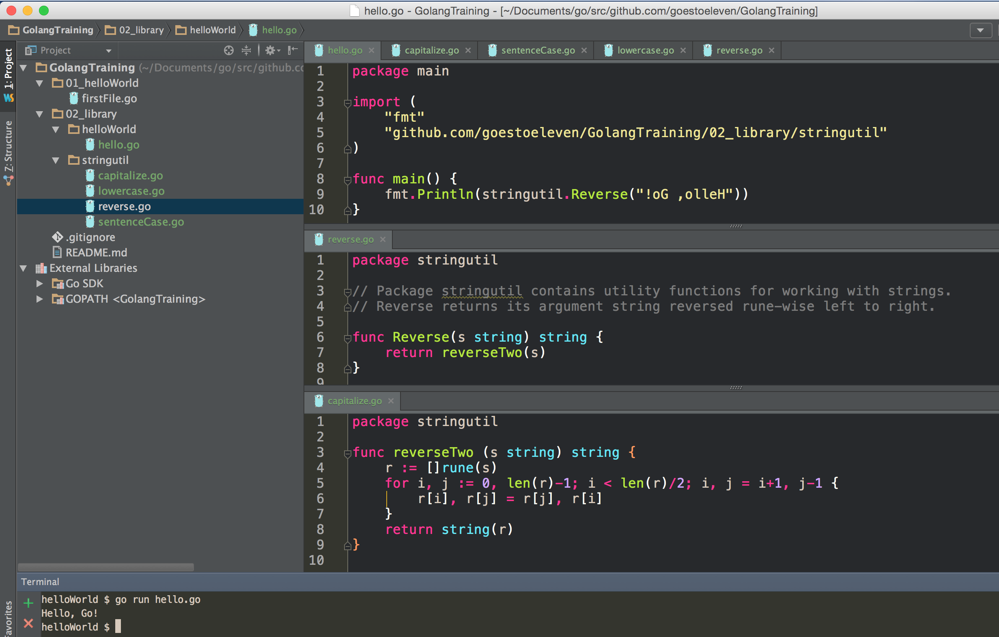 hello.go - GolangTraining - [~/Documents/go/src/github.com/goestoeleven/GolangTraining]
GolangTraining 02_library helloWorld hello.go
1: Project
Z: Structure
Project
GolangTraining (~/Documents/go/src/github.co
01_helloWorld
firstFile.go
02_library
helloWorld
hello.go
stringutil
capitalize.go
lowercase.go
reverse.go
sentenceCase.go
.gitignore
README.md
External Libraries
Go SDK
GOPATH <GolangTraining>
hello.go capitalize.go sentenceCase.go lowercase.go reverse.go
1 package main
2
3 import (
4 "fmt"
5 "github.com/goestoeleven/GolangTraining/02_library/stringutil"
6 )
7
8 func main() {
9 fmt.Println(stringutil.Reverse("!oG ,olleH"))
10 }
reverse.go
1 package stringutil
2
3 // Package stringutil contains utility functions for working with strings.
4 // Reverse returns its argument string reversed rune-wise left to right.
5
6 func Reverse(s string) string {
7 return reverseTwo(s)
8 }
9
capitalize.go
1 package stringutil
2
3 func reverseTwo (s string) string {
4 r := []rune(s)
5 for i, j := 0, len(r)-1; i < len(r)/2; i, j = i+1, j-1 {
6 r[i], r[j] = r[j], r[i]
7 }
8 return string(r)
9 }
10
Terminal
helloWorld $ go run hello.go
Hello, Go!
helloWorld $
Favorites